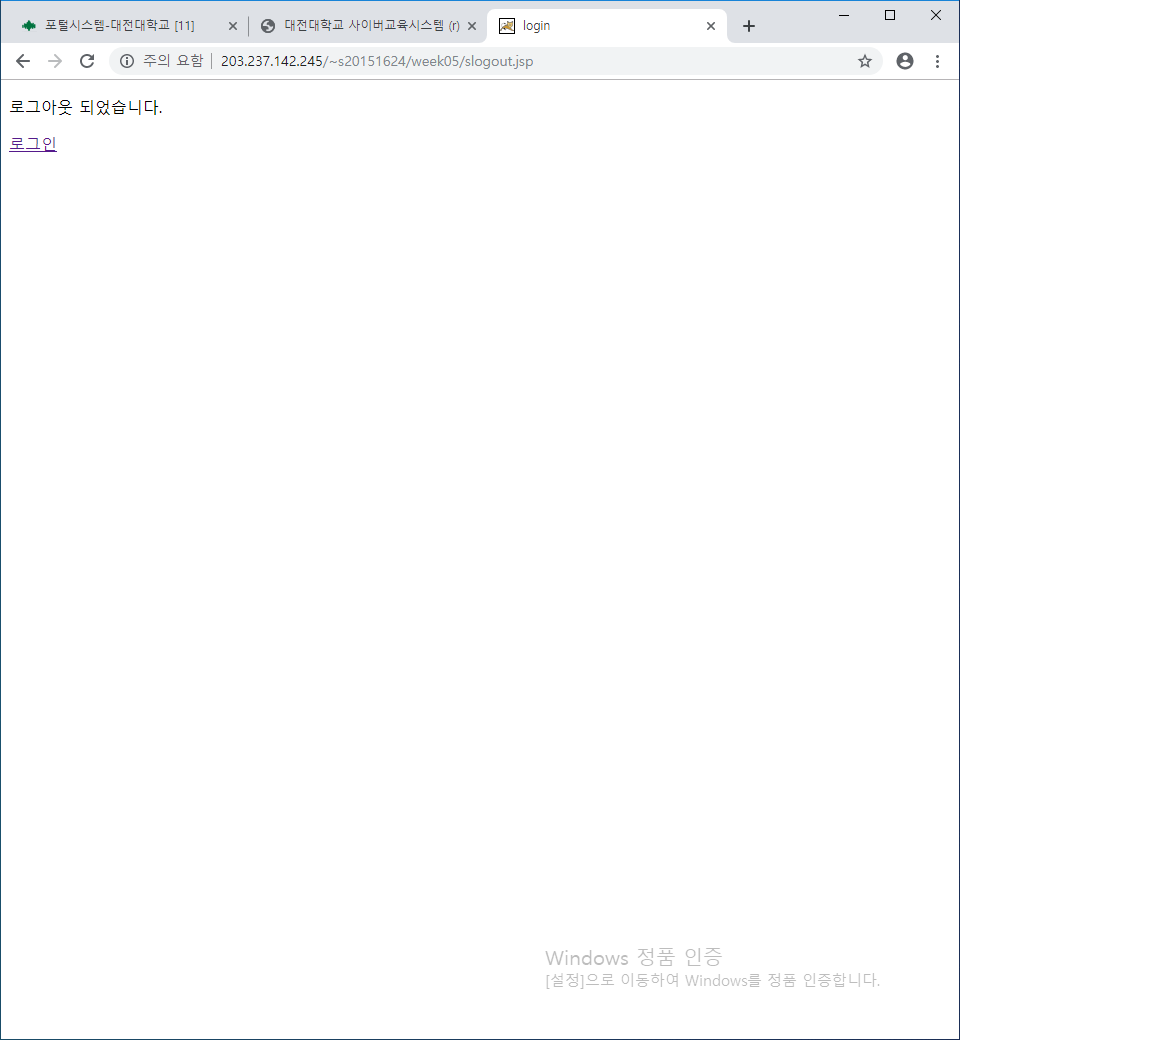 포털시스템-대전대학교 [11]
대전대학교 사이버교육시스템 (r)
login
주의 요함
203.237.142.245/~s20151624/week05/slogout.jsp
로그아웃 되었습니다.
로그인
Windows 정품 인증
[설정]으로 이동하여 Windows를 정품 인증합니다.